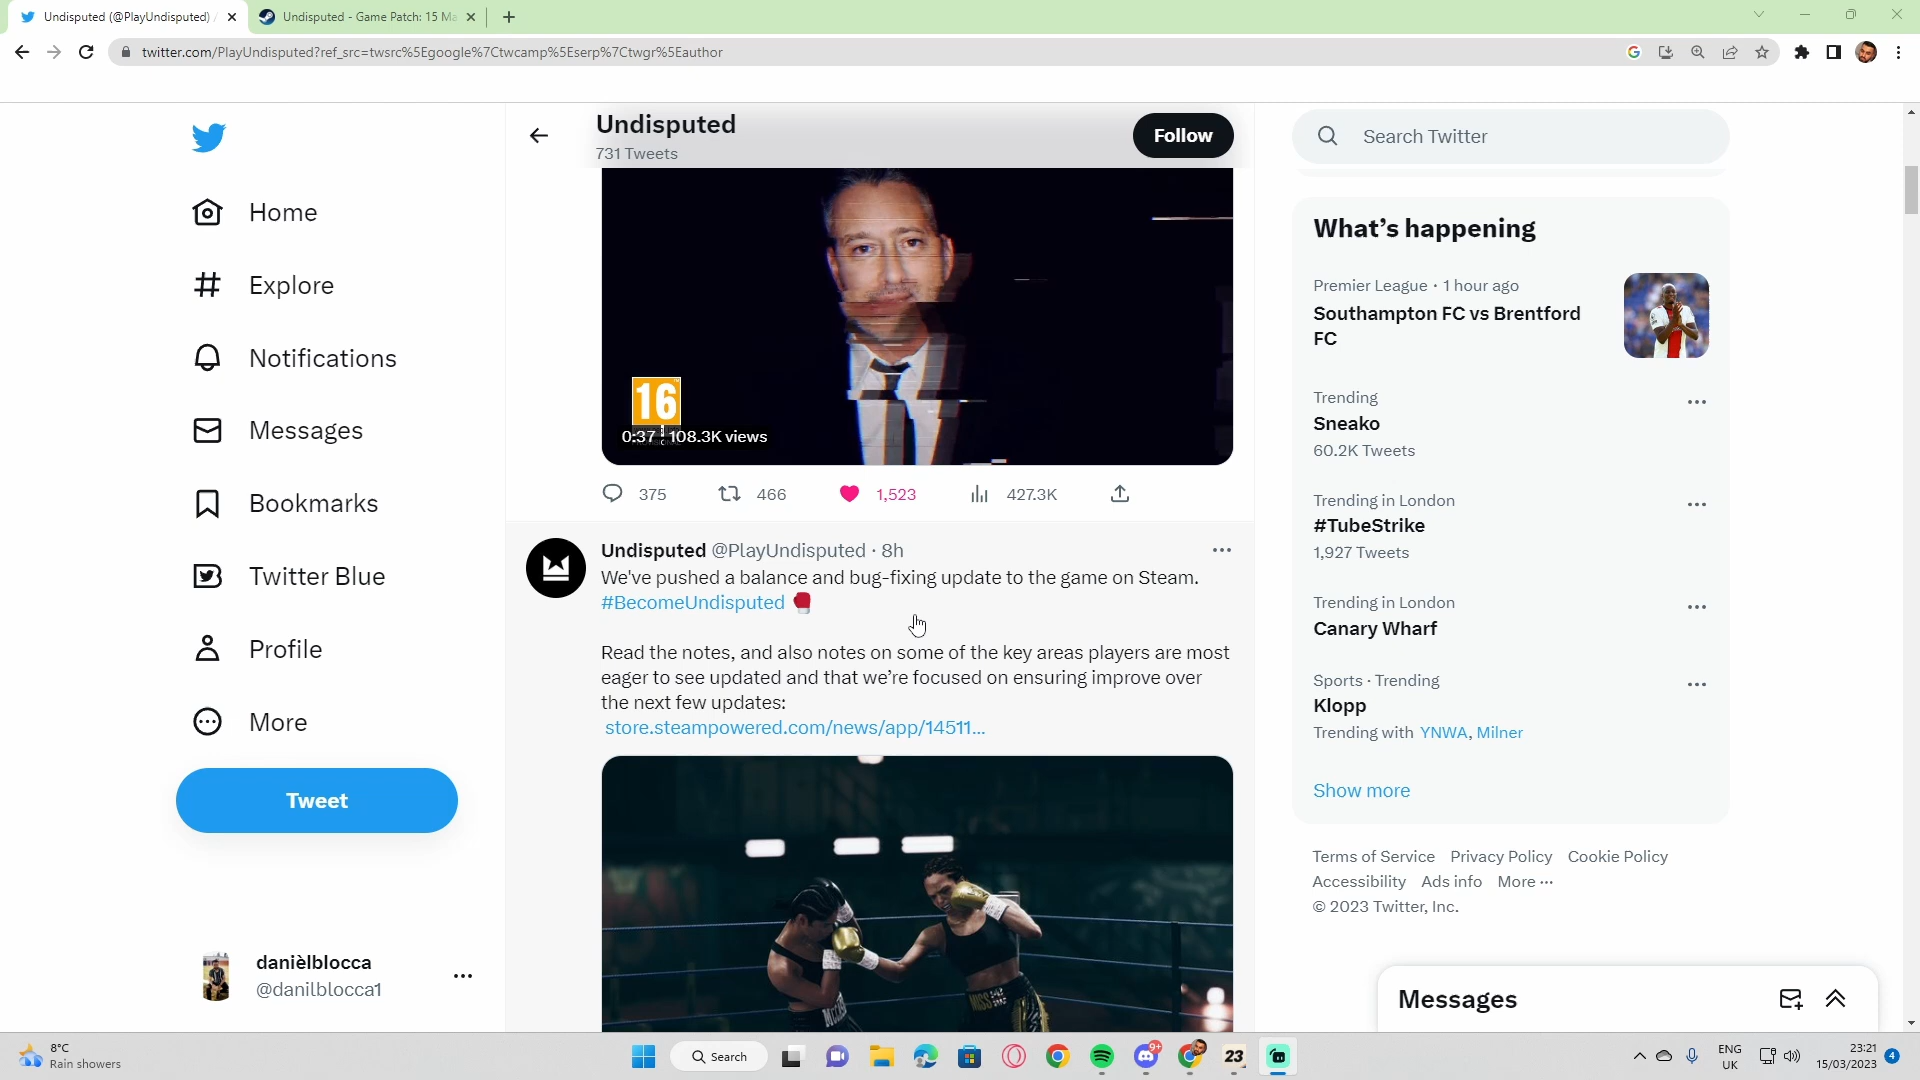 Undisputed (@PlayUndisputed) /
Undisputed - Game Patch: 15 Ma
twitter.com/PlayUndisputed?ref_src=twsrc%5Egoogle%7Ctwcamp%5Eserp%7Ctwgr%5Eauthor
Undisputed
731 Tweets
Follow
Search Twitter
Home
Explore
Notifications
Messages
Bookmarks
Twitter Blue
Profile
More
Tweet
danièlblocca
@danilblocca1
16
0:37
108.3K views
375
466
1,523
427.3K
Undisputed @PlayUndisputed · 8h
We've pushed a balance and bug-fixing update to the game on Steam.
#BecomeUndisputed
Read the notes, and also notes on some of the key areas players are most
eager to see updated and that we're focused on ensuring improve over
the next few updates:
store.steampowered.com/news/app/14511...
MISS
What's happening
Premier League · 1 hour ago
Southampton FC vs Brentford
FC
Trending
Sneako
60.2K Tweets
Trending in London
#TubeStrike
1,927 Tweets
Trending in London
Canary Wharf
Sports · Trending
Klopp
Trending with YNWA, Milner
Show more
Terms of Service Privacy Policy Cookie Policy
Accessibility Ads info More ···
© 2023 Twitter, Inc.
Messages
8°C
Rain showers
Search
9+
23
ENG
UK
23:21
15/03/2023
4